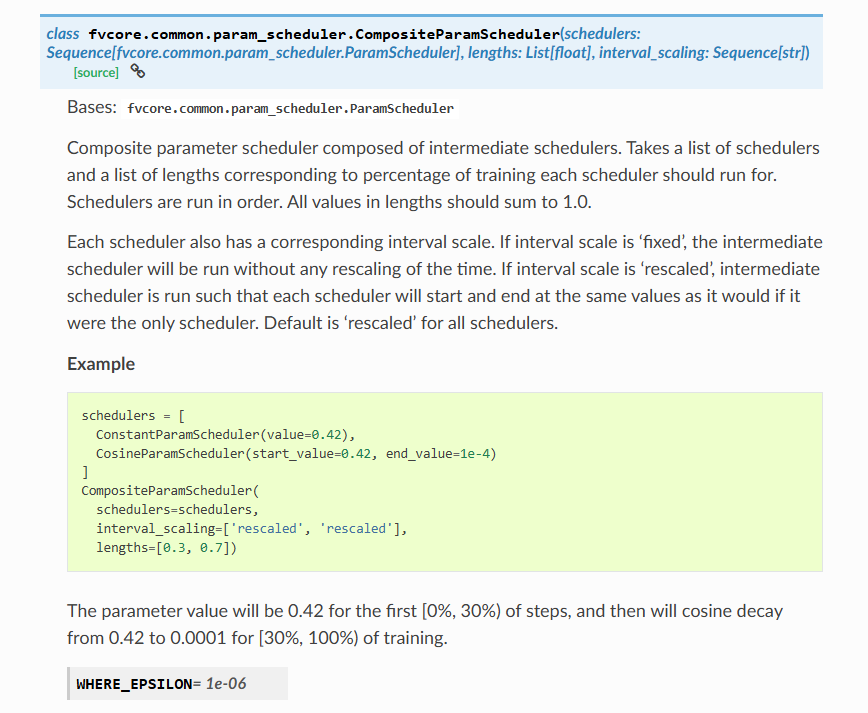 class fvcore.common.param_scheduler.CompositeParamScheduler(schedulers:
Sequence[fvcore.common.param_scheduler.ParamScheduler], lengths: List[float], interval_scaling: Sequence[str])
[source]
Bases: fvcore.common.param_scheduler.ParamScheduler
Composite parameter scheduler composed of intermediate schedulers. Takes a list of schedulers
and a list of lengths corresponding to percentage of training each scheduler should run for.
Schedulers are run in order. All values in lengths should sum to 1.0.
Each scheduler also has a corresponding interval scale. If interval scale is ‘fixed’, the intermediate
scheduler will be run without any rescaling of the time. If interval scale is ‘rescaled’, intermediate
scheduler is run such that each scheduler will start and end at the same values as it would if it
were the only scheduler. Default is ‘rescaled’ for all schedulers.
Example
schedulers = [
  ConstantParamScheduler(value=0.42),
  CosineParamScheduler(start_value=0.42, end_value=1e-4)
]
CompositeParamScheduler(
  schedulers=schedulers,
  interval_scaling=['rescaled', 'rescaled'],
  lengths=[0.3, 0.7])
The parameter value will be 0.42 for the first [0%, 30%) of steps, and then will cosine decay
from 0.42 to 0.0001 for [30%, 100%) of training.
WHERE_EPSILON= 1e-06